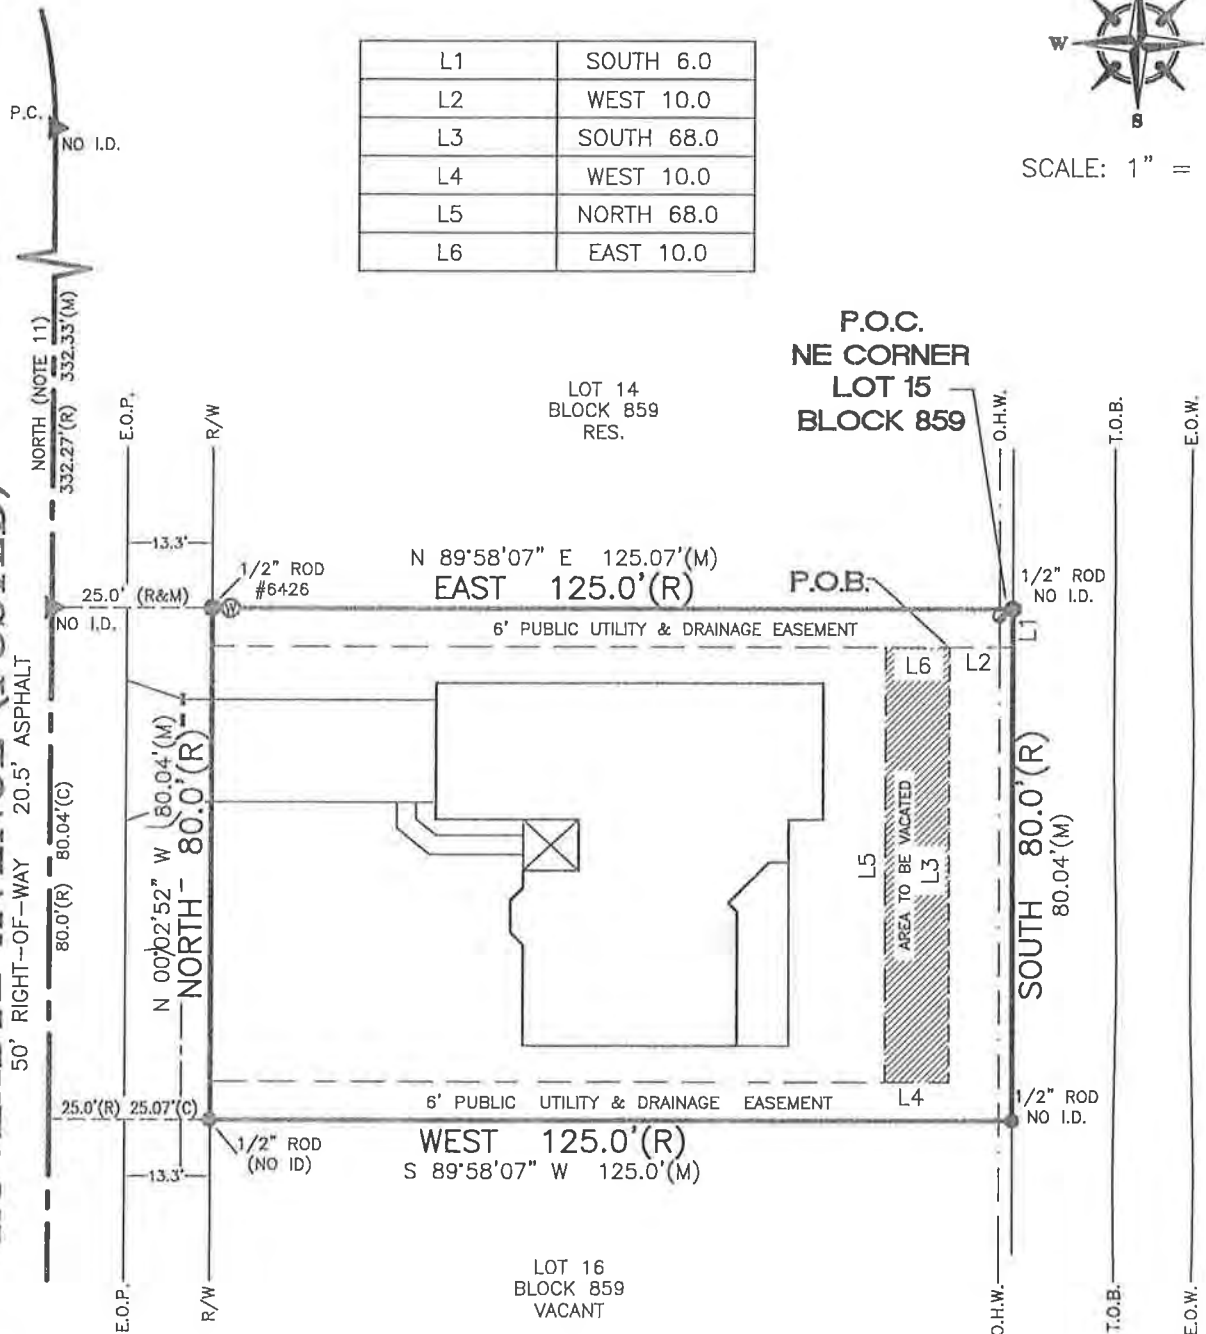 L1 SOUTH 6.0
L2 WEST 10.0
L3 SOUTH 68.0
L4 WEST 10.0
L5 NORTH 68.0
L6 EAST 10.0
W
S
SCALE: 1" =
P.C.
NO I.D.
NORTH (NOTE 11)
332.27'(R) 332.33'(M)
E.O.P.
R/W
LOT 14
BLOCK 859
RES.
P.O.C.
NE CORNER
LOT 15
BLOCK 859
O.H.W.
T.O.B.
E.O.W.
13.3'
1/2" ROD
#6426
N 89°58'07" E 125.07'(M)
EAST 125.0'(R)
P.O.B.
1/2" ROD
NO I.D.
25.0' (R&M)
NO I.D.
W
6' PUBLIC UTILITY & DRAINAGE EASEMENT
L1
L6
L2
50' RIGHT-OF-WAY 20.5' ASPHALT
80.0'(R) 80.04'(C)
N 00°02'52" W 80.04'(M)
NORTH 80.0'(R)
L5
AREA TO BE VACATED
L3
SOUTH 80.0'(R)
80.04'(M)
25.0'(R) 25.07'(C)
6' PUBLIC UTILITY & DRAINAGE EASEMENT
L4
1/2" ROD
NO I.D.
1/2" ROD
(NO ID)
WEST 125.0'(R)
S 89°58'07" W 125.0'(M)
13.3'
LOT 16
BLOCK 859
VACANT
E.O.P.
R/W
O.H.W.
T.O.B.
E.O.W.